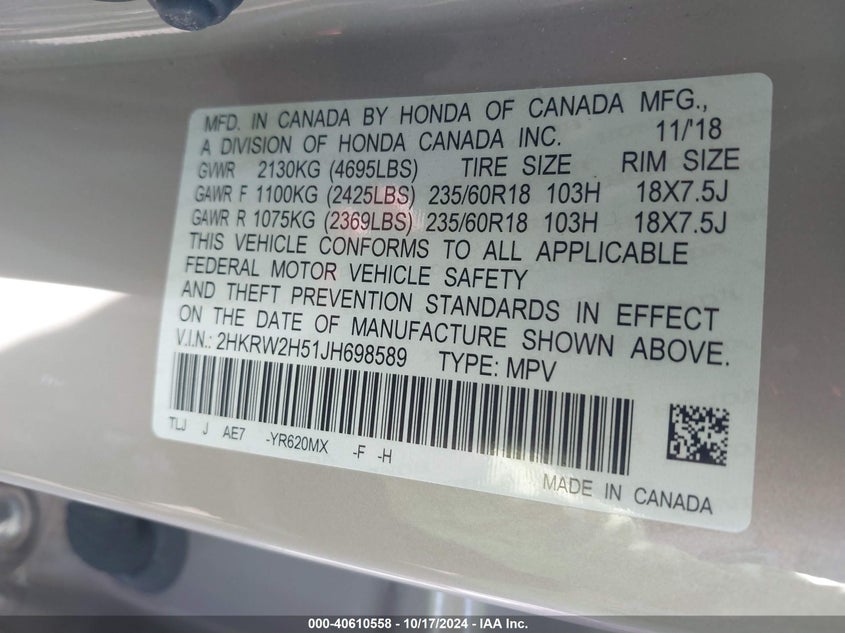 MFD. IN CANADA BY HONDA OF CANADA MFG.,
A DIVISION OF HONDA CANADA INC. 11/'18
GVWR 2130KG (4695LBS) TIRE SIZE RIM SIZE
GAWR F 1100KG (2425LBS) 235/60R18 103H 18X7.5J
GAWR R 1075KG (2369LBS) 235/60R18 103H 18X7.5J
THIS VEHICLE CONFORMS TO ALL APPLICABLE
FEDERAL MOTOR VEHICLE SAFETY
AND THEFT PREVENTION STANDARDS IN EFFECT
ON THE DATE OF MANUFACTURE SHOWN ABOVE.
V.I.N.: 2HKRW2H51JH698589 TYPE: MPV
TLJ J AE7 -YR620MX -F -H
MADE IN CANADA
000-40610558 - 10/17/2024 - IAA Inc.